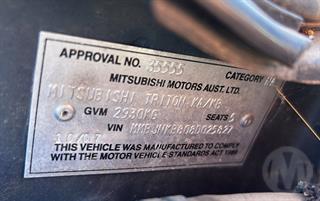 APPROVAL NO. 35555
CATEGORY
MITSUBISHI MOTORS AUST. LTD.
MITSUBISHI TRITON
GVM 2930KG SEATS
VIN
THIS VEHICLE WAS MANUFACTURED TO COMPLY
WITH THE MOTOR VEHICLE STANDARDS ACT 1989